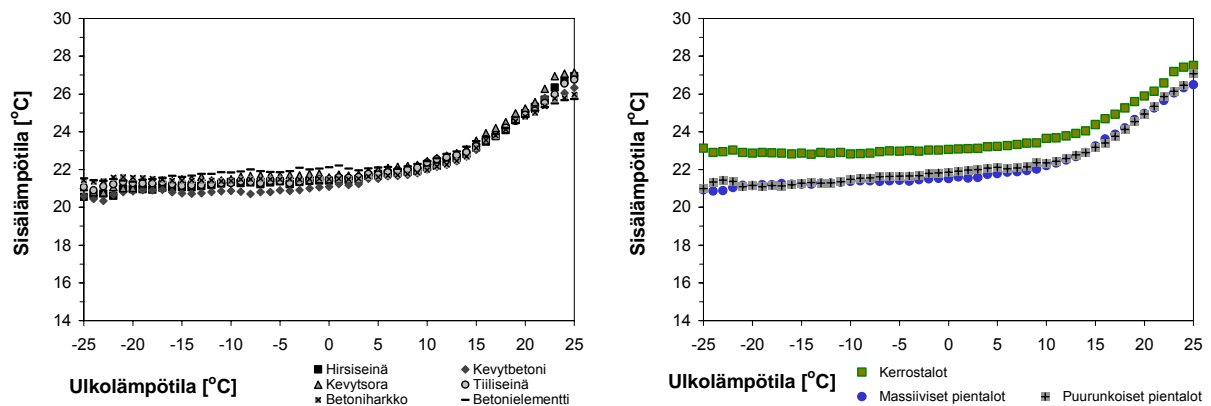 30
28
26
24
22
20
18
16
14
Sisälämpötila [°C]
-25 -20 -15 -10 -5 0 5 10 15 20 25
Ulkolämpötila [°C]
Hirsiseinä Kevytbetoni
Kevytsora Tiiliseinä
Betoniharkko Betonielementti
30
28
26
24
22
20
18
16
14
Sisälämpötila [°C]
-25 -20 -15 -10 -5 0 5 10 15 20 25
Ulkolämpötila [°C]
Kerrostalot
Massiiviset pientalot Puurunkoiset pientalot